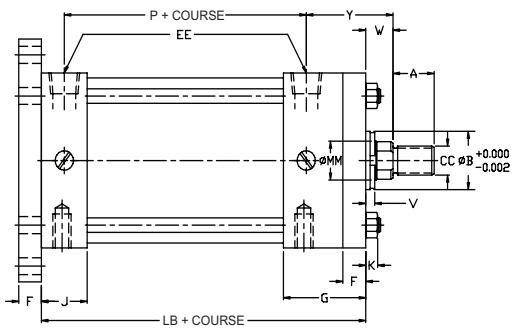 P + COURSE
Y
EE
W
A
ØMM
CC
ØB
+0.000
-0.002
V
K
F
J
F
G
LB + COURSE